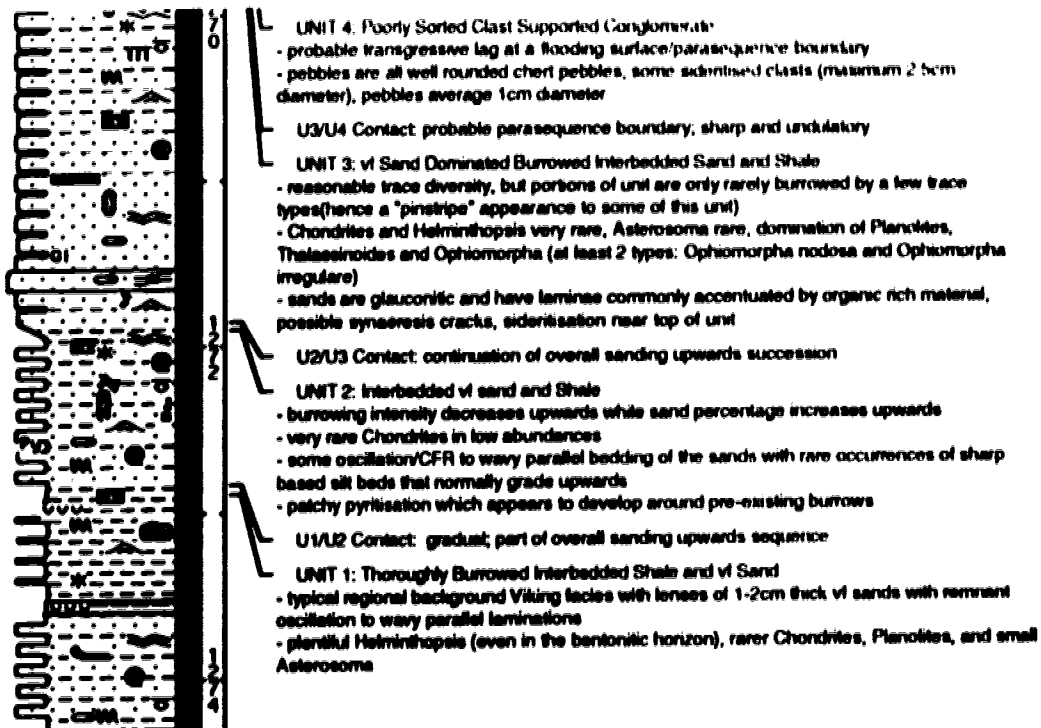 7
0
UNIT 4: Poorly Sorted Clast Supported Conglomerate
- probable transgressive lag at a flooding surface/parasequence boundary
- pebbles are all well rounded chert pebbles, some sideritised clasts (maximum 2.5cm
diameter), pebbles average 1cm diameter
U3/U4 Contact: probable parasequence boundary; sharp and undulatory
UNIT 3: vf Sand Dominated Burrowed Interbedded Sand and Shale
- reasonable trace diversity, but portions of unit are only rarely burrowed by a few trace
types(hence a "pinstripe" appearance to some of this unit)
- Chondrites and Helminthopsis very rare, Asterosoma rare, domination of Planolites,
Thalassinoides and Ophiomorpha (at least 2 types: Ophiomorpha nodosa and Ophiomorpha
irregulare)
- sands are glauconitic and have laminae commonly accentuated by organic rich material,
possible synaeresis cracks, sideritisation near top of unit
1
2
7
2
U2/U3 Contact: continuation of overall sanding upwards succession
UNIT 2: Interbedded vf sand and Shale
- burrowing intensity decreases upwards while sand percentage increases upwards
- very rare Chondrites in low abundances
- some oscillation/CFR to wavy parallel bedding of the sands with rare occurrences of sharp
based silt beds that normally grade upwards
- patchy pyritisation which appears to develop around pre-existing burrows
U1/U2 Contact: gradual; part of overall sanding upwards sequence
UNIT 1: Thoroughly Burrowed Interbedded Shale and vf Sand
- typical regional background Viking facies with lenses of 1-2cm thick vf sands with remnant
oscillation to wavy parallel laminations
- plentiful Helminthopsis (even in the bentonitic horizon), rarer Chondrites, Planolites, and small
Asterosoma
1
2
7
4